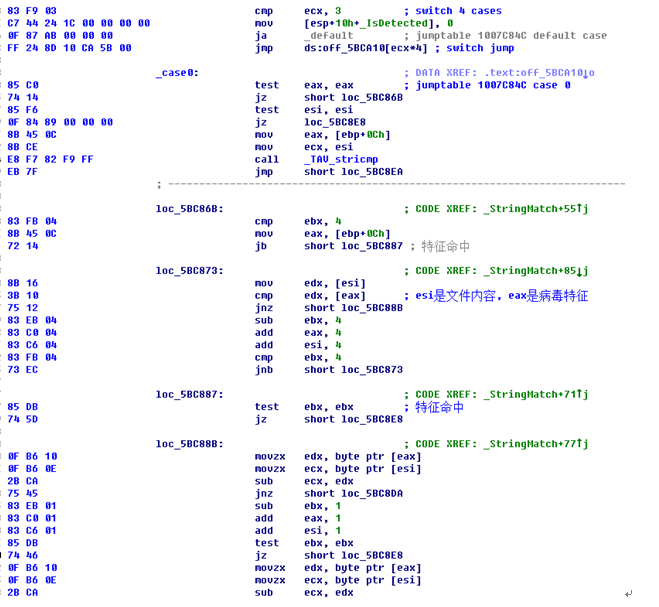 83 F9 03 cmp ecx, 3 ; switch 4 cases
C7 44 24 1C 00 00 00 00 mov [esp+10h+_IsDetected], 0
0F 87 AB 00 00 00 ja _default ; jumptable 1007C84C default case
FF 24 8D 10 CA 5B 00 jmp ds:off_5BCA10[ecx*4] ; switch jump
_case0: ; DATA XREF: .text:off_5BCA10↓o
85 C0 test eax, eax ; jumptable 1007C84C case 0
74 14 jz short loc_5BC86B
85 F6 test esi, esi
0F 84 89 00 00 00 jz loc_5BC8E8
8B 45 0C mov eax, [ebp+0Ch]
8B CE mov ecx, esi
E8 F7 82 F9 FF call _TAV_stricmp
EB 7F jmp short loc_5BC8EA
; ---------------------------------------------------------------------------
loc_5BC86B: ; CODE XREF: _StringMatch+55↑j
83 FB 04 cmp ebx, 4
8B 45 0C mov eax, [ebp+0Ch]
72 14 jb short loc_5BC887 ; 特征命中
loc_5BC873: ; CODE XREF: _StringMatch+85↓j
8B 16 mov edx, [esi]
3B 10 cmp edx, [eax] ; esi是文件内容，eax是病毒特征
75 12 jnz short loc_5BC88B
83 EB 04 sub ebx, 4
83 C0 04 add eax, 4
83 C6 04 add esi, 4
83 FB 04 cmp ebx, 4
73 EC jnb short loc_5BC873
loc_5BC887: ; CODE XREF: _StringMatch+71↑j
85 DB test ebx, ebx ; 特征命中
74 5D jz short loc_5BC8E8
loc_5BC88B: ; CODE XREF: _StringMatch+77↑j
0F B6 10 movzx edx, byte ptr [eax]
0F B6 0E movzx ecx, byte ptr [esi]
2B CA sub ecx, edx
75 45 jnz short loc_5BC8DA
83 EB 01 sub ebx, 1
83 C0 01 add eax, 1
83 C6 01 add esi, 1
85 DB test ebx, ebx
74 46 jz short loc_5BC8E8
0F B6 10 movzx edx, byte ptr [eax]
0F B6 0E movzx ecx, byte ptr [esi]
2B CA sub ecx, edx